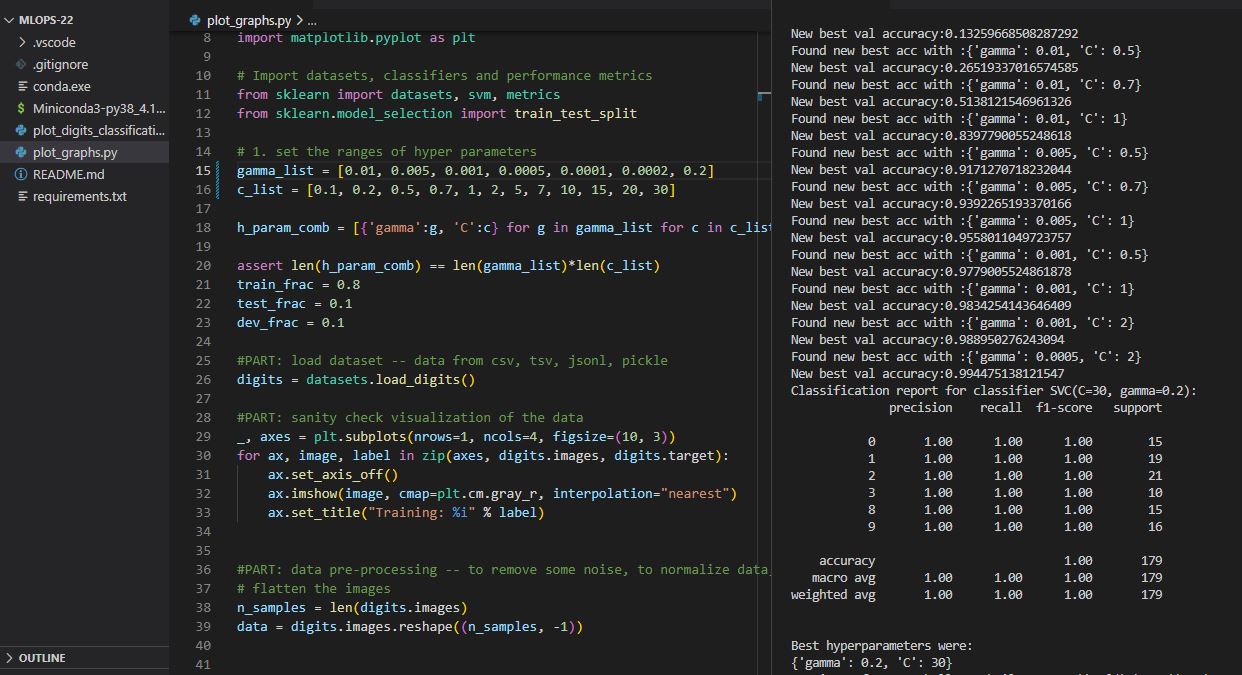 MLOPS-22
.vscode
.gitignore
conda.exe
Miniconda3-py38_4.1...
plot_digits_classificati...
plot_graphs.py
README.md
requirements.txt
OUTLINE
plot_graphs.py > ...
8 import matplotlib.pyplot as plt
9
10 # Import datasets, classifiers and performance metrics
11 from sklearn import datasets, svm, metrics
12 from sklearn.model_selection import train_test_split
13
14 # 1. set the ranges of hyper parameters
15 gamma_list = [0.01, 0.005, 0.001, 0.0005, 0.0001, 0.0002, 0.2]
16 c_list = [0.1, 0.2, 0.5, 0.7, 1, 2, 5, 7, 10, 15, 20, 30]
17
18 h_param_comb = [{'gamma':g, 'C':c} for g in gamma_list for c in c_list
19
20 assert len(h_param_comb) == len(gamma_list)*len(c_list)
21 train_frac = 0.8
22 test_frac = 0.1
23 dev_frac = 0.1
24
25 #PART: load dataset -- data from csv, tsv, jsonl, pickle
26 digits = datasets.load_digits()
27
28 #PART: sanity check visualization of the data
29 _, axes = plt.subplots(nrows=1, ncols=4, figsize=(10, 3))
30 for ax, image, label in zip(axes, digits.images, digits.target):
31 ax.set_axis_off()
32 ax.imshow(image, cmap=plt.cm.gray_r, interpolation="nearest")
33 ax.set_title("Training: %i" % label)
34
35
36 #PART: data pre-processing -- to remove some noise, to normalize data,
37 # flatten the images
38 n_samples = len(digits.images)
39 data = digits.images.reshape((n_samples, -1))
40
41
New best val accuracy:0.13259668508287292
Found new best acc with :{'gamma': 0.01, 'C': 0.5}
New best val accuracy:0.26519337016574585
Found new best acc with :{'gamma': 0.01, 'C': 0.7}
New best val accuracy:0.5138121546961326
Found new best acc with :{'gamma': 0.01, 'C': 1}
New best val accuracy:0.8397790055248618
Found new best acc with :{'gamma': 0.005, 'C': 0.5}
New best val accuracy:0.9171270718232044
Found new best acc with :{'gamma': 0.005, 'C': 0.7}
New best val accuracy:0.9392265193370166
Found new best acc with :{'gamma': 0.005, 'C': 1}
New best val accuracy:0.9558011049723757
Found new best acc with :{'gamma': 0.001, 'C': 0.5}
New best val accuracy:0.9779005524861878
Found new best acc with :{'gamma': 0.001, 'C': 1}
New best val accuracy:0.9834254143646409
Found new best acc with :{'gamma': 0.001, 'C': 2}
New best val accuracy:0.988950276243094
Found new best acc with :{'gamma': 0.0005, 'C': 2}
New best val accuracy:0.994475138121547
Classification report for classifier SVC(C=30, gamma=0.2):
precision recall f1-score support
0 1.00 1.00 1.00 15
1 1.00 1.00 1.00 19
2 1.00 1.00 1.00 21
3 1.00 1.00 1.00 10
8 1.00 1.00 1.00 15
9 1.00 1.00 1.00 16
accuracy 1.00 179
macro avg 1.00 1.00 1.00 179
weighted avg 1.00 1.00 1.00 179
Best hyperparameters were:
{'gamma': 0.2, 'C': 30}